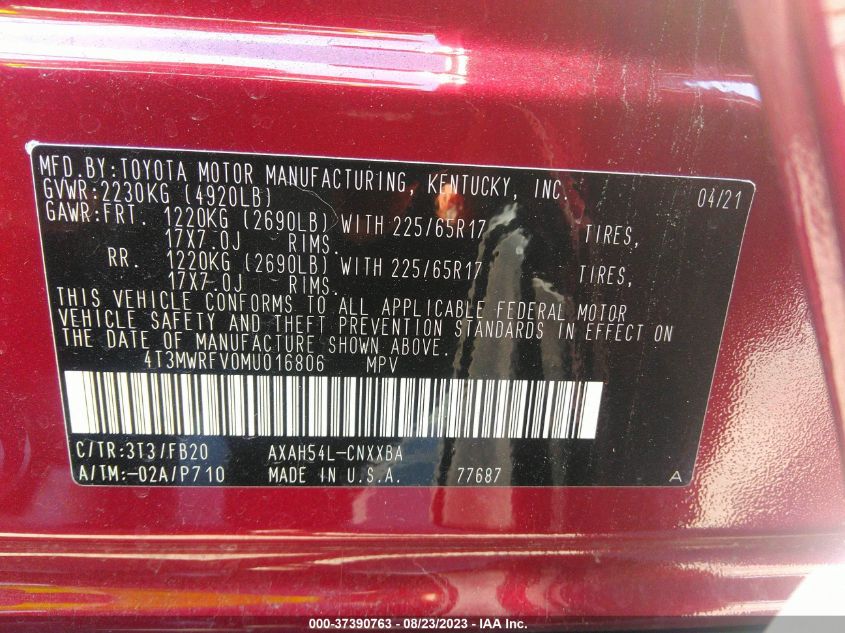 MFD.BY:TOYOTA MOTOR MANUFACTURING, KENTUCKY, INC. 04/21
GVWR:2230KG (4920LB)
GAWR:FRT. 1220KG (2690LB) WITH 225/65R17 TIRES,
17X7.0J RIMS.
RR. 1220KG (2690LB) WITH 225/65R17 TIRES,
17X7.0J RIMS.
THIS VEHICLE CONFORMS TO ALL APPLICABLE FEDERAL MOTOR
VEHICLE SAFETY AND THEFT PREVENTION STANDARDS IN EFFECT ON
THE DATE OF MANUFACTURE SHOWN ABOVE.
4T3MWRFV0MU016806 MPV
C/TR:3T3/FB20 AXAH54L-CNXXBA
A/TM:-02A/P710 MADE IN U.S.A. 77687 A
000-37390763 - 08/23/2023 - IAA Inc.